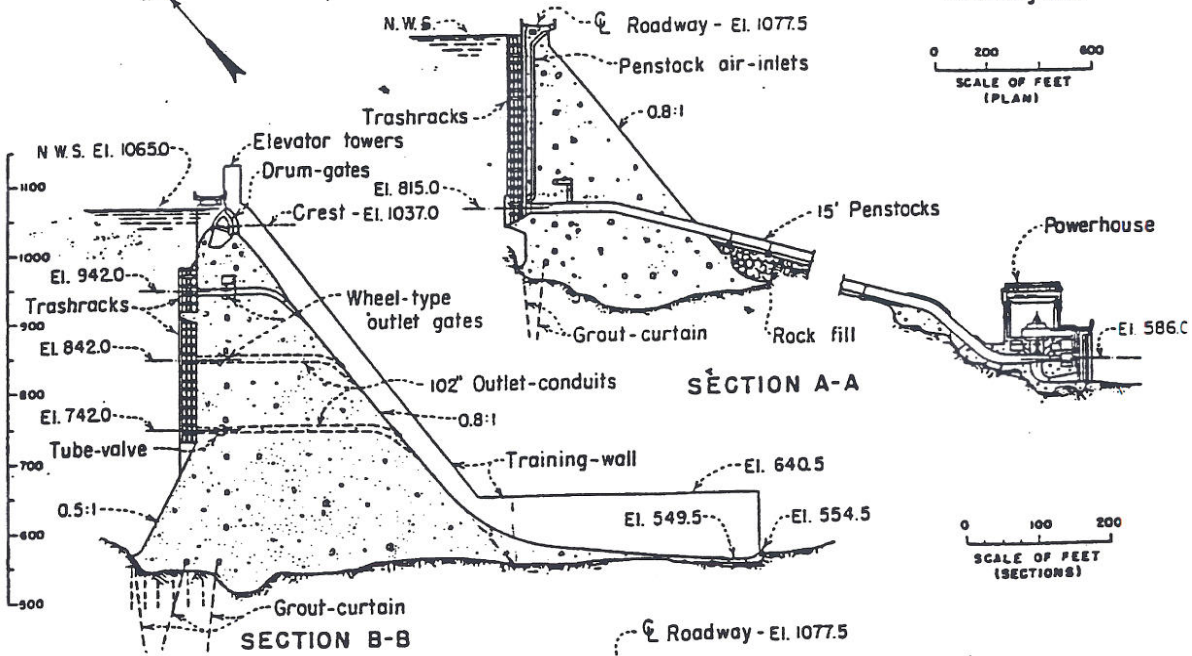 N.W.S.
℄ Roadway - El. 1077.5
Penstock air-inlets
Trashracks
0.8:1
El. 815.0
15' Penstocks
Powerhouse
El. 586.0
Grout-curtain
Rock fill
SECTION A-A
0 200 600
SCALE OF FEET
(PLAN)
N W.S. El. 1065.0
Elevator towers
Drum-gates
Crest - El. 1037.0
1100
1000
900
800
700
600
500
El. 942.0
Trashracks
Wheel-type
outlet gates
El. 842.0
102" Outlet-conduits
El. 742.0
0.8:1
Tube-valve
Training-wall
El. 640.5
0.5:1
El. 549.5
El. 554.5
0 100 200
SCALE OF FEET
(SECTIONS)
Grout-curtain
SECTION B-B
℄ Roadway - El. 1077.5